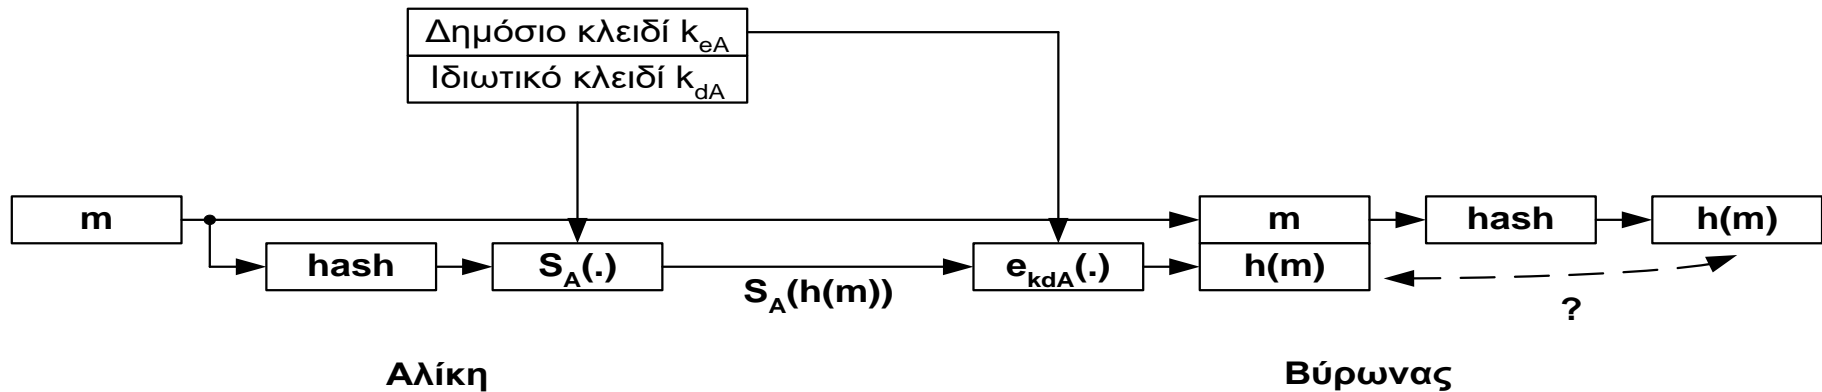 Δημόσιο κλειδί k_eA
Ιδιωτικό κλειδί k_dA
m
m
hash
h(m)
hash
S_A(.)
S_A(h(m))
e_kdA(.)
h(m)
?
Αλίκη
Βύρωνας